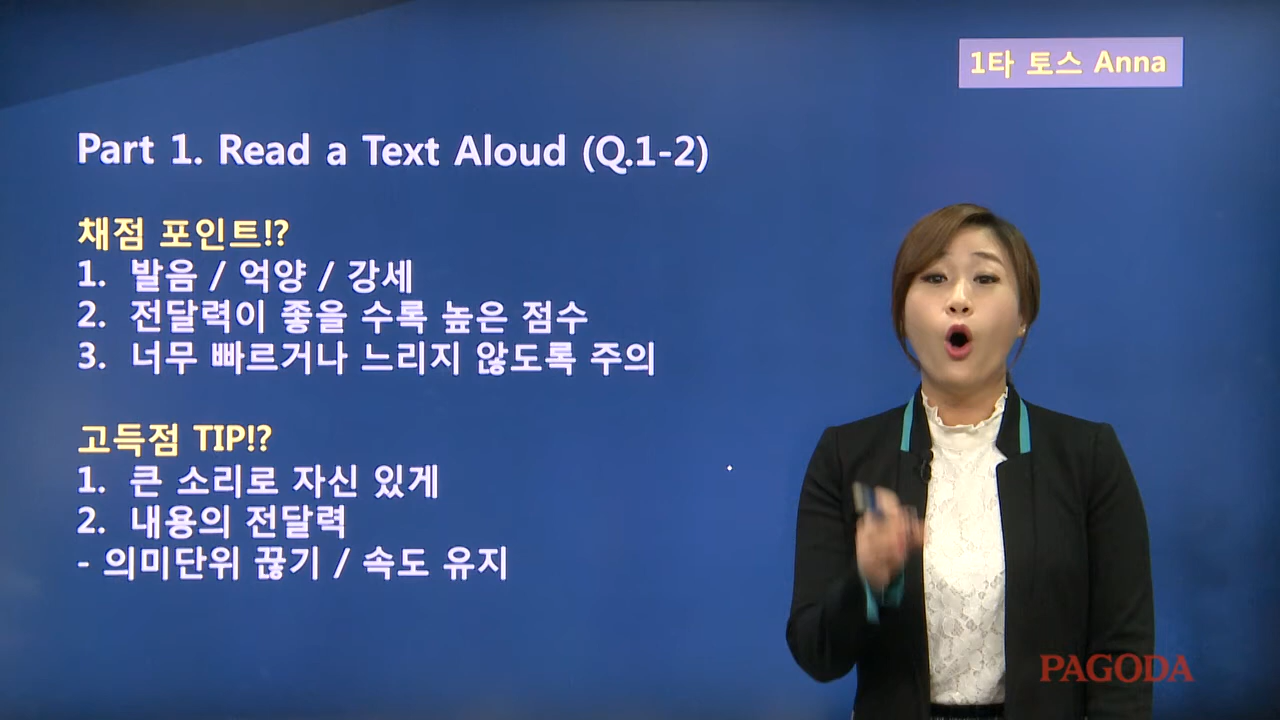 1타 토스 Anna
Part 1. Read a Text Aloud (Q.1-2)
채점 포인트!?
1. 발음 / 억양 / 강세
2. 전달력이 좋을 수록 높은 점수
3. 너무 빠르거나 느리지 않도록 주의
고득점 TIP!?
1. 큰 소리로 자신 있게
2. 내용의 전달력
- 의미단위 끊기 / 속도 유지
PAGODA